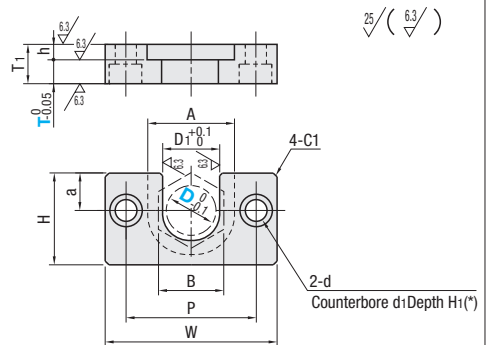 25 ( 6.3 )
6.3
6.3
6.3
h
T1
T 0 -0.05
A
D1 +0.1 0
6.3 6.3
4-C1
a
H
D 0 -0.1
B
P
W
2-d
Counterbore d1Depth H1(*)